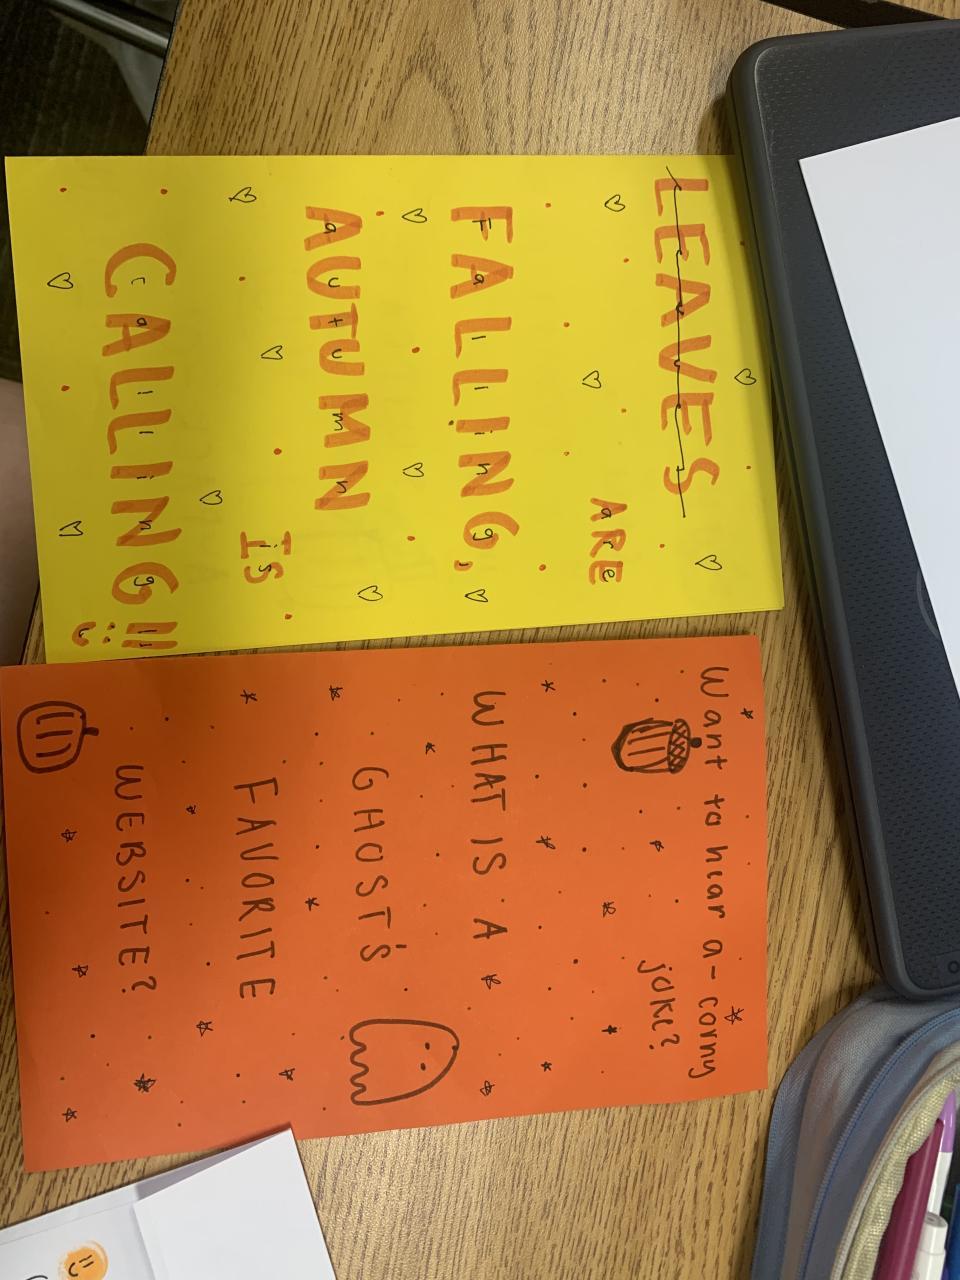 LEAVES
ARE
FALLING,
AUTUMN
IS
CALLING!!
Want to hear a-corny
joke?
WHAT IS A
GHOST'S
FAVORITE
WEBSITE?